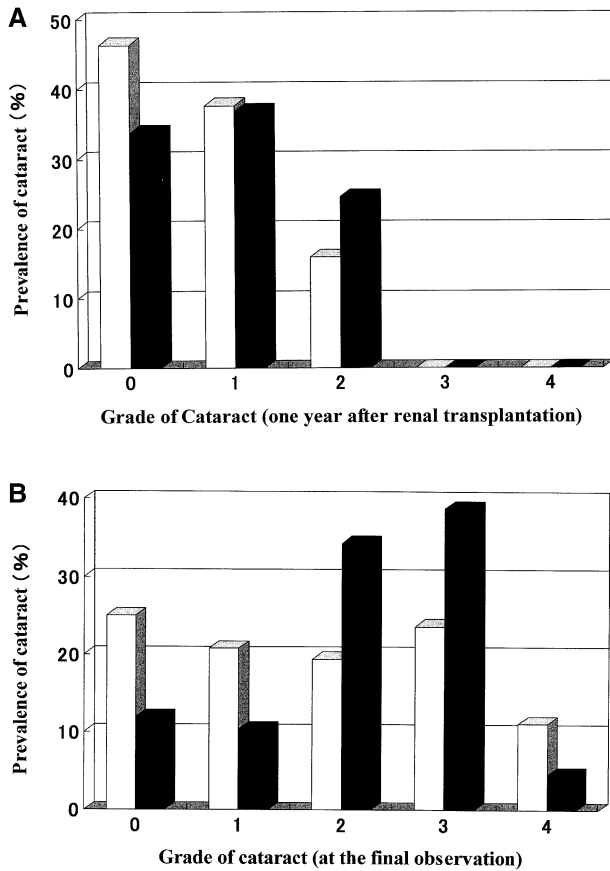 A
Prevalence of cataract (%)
50
40
30
20
10
0
0 1 2 3 4
Grade of Cataract (one year after renal transplantation)
B
Prevalence of cataract (%)
40
30
20
10
0
0 1 2 3 4
Grade of cataract (at the final observation)